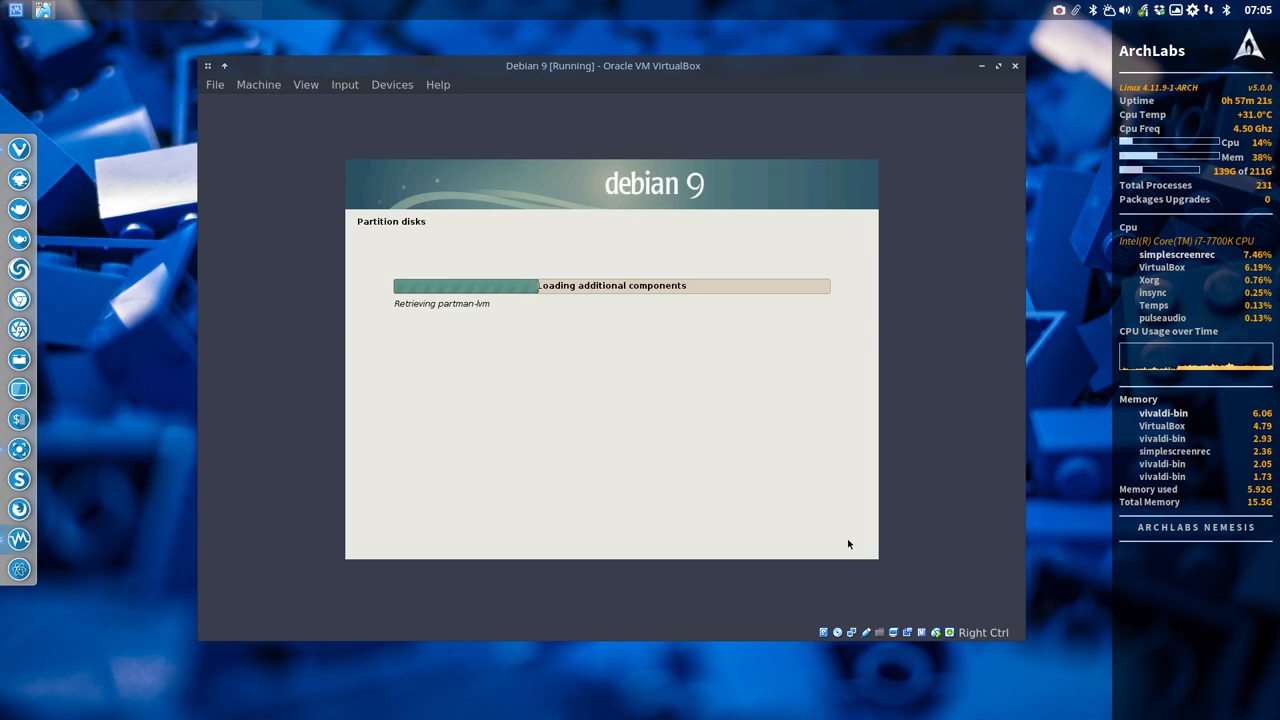 07:05
Debian 9 [Running] - Oracle VM VirtualBox
File Machine View Input Devices Help
debian 9
Partition disks
Loading additional components
Retrieving partman-lvm
Right Ctrl
ArchLabs
Linux 4.11.9-1-ARCH v5.0.0
Uptime 0h 57m 21s
Cpu Temp +31.0°C
Cpu Freq 4.50 Ghz
Cpu 14%
Mem 38%
139G of 211G
Total Processes 231
Packages Upgrades 0
Cpu
Intel(R) Core(TM) i7-7700K CPU
simplescreenrec 7.46%
VirtualBox 6.19%
Xorg 0.76%
insync 0.25%
Temps 0.13%
pulseaudio 0.13%
CPU Usage over Time
Memory
vivaldi-bin 6.06
VirtualBox 4.79
vivaldi-bin 2.93
simplescreenrec 2.36
vivaldi-bin 2.05
vivaldi-bin 1.73
Memory used 5.92G
Total Memory 15.5G
ARCHLABS NEMESIS